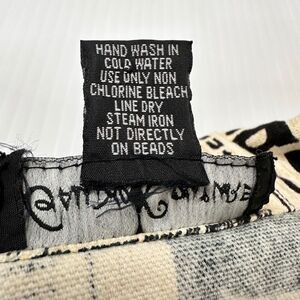 HAND WASH IN
COLD WATER
USE ONLY NON
CHLORINE BLEACH
LINE DRY
STEAM IRON
NOT DIRECTLY
ON BEADS